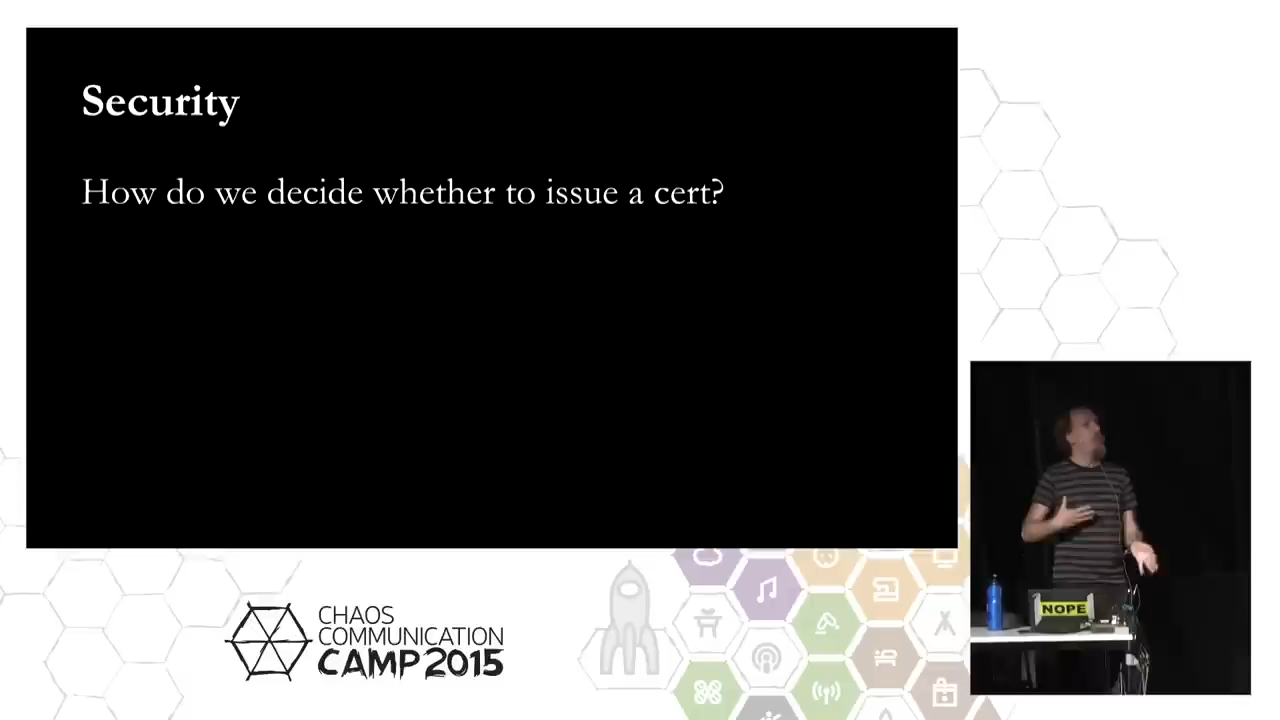 Security
How do we decide whether to issue a cert?
CHAOS
COMMUNICATION
CAMP 2015
NOPE